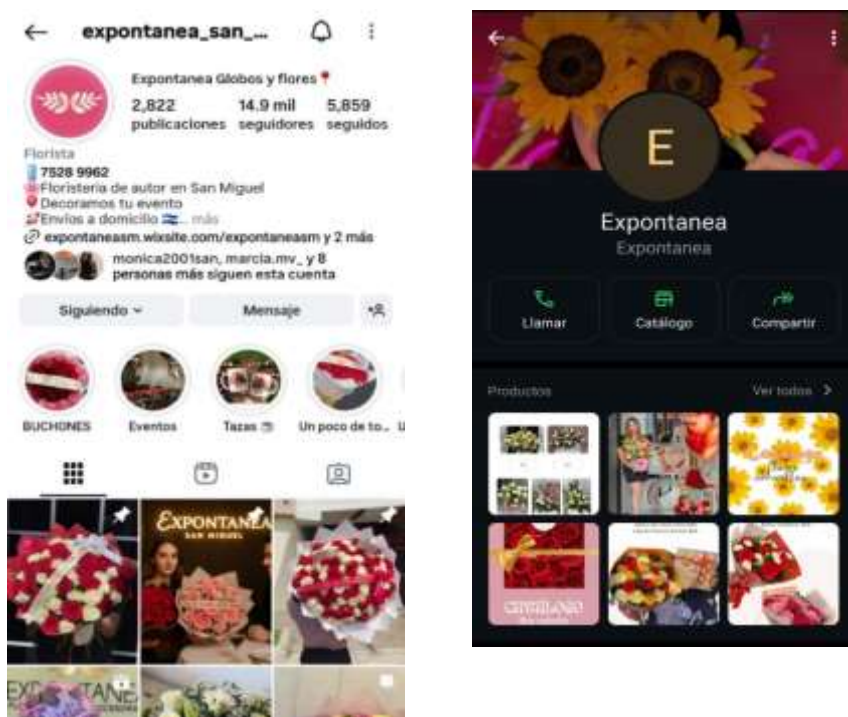 expontanea_san_...
Expontanea Globos y flores
2,822 14.9 mil 5,859
publicaciones seguidores seguidos
Florista
7528 9962
Floristería de autor en San Miguel
Decoramos tu evento
Envíos a domicilio ... más
expontaneasm.wixsite.com/expontaneasm y 2 más
monica2001san, marcia.mv_ y 8
personas más siguen esta cuenta
Siguiendo Mensaje
BUCHONES Eventos Tazas Un poco de to... U
EXPONTANEA
SAN MIGUEL
E
Expontanea
Expontanea
Llamar Catálogo Compartir
Productos Ver todos